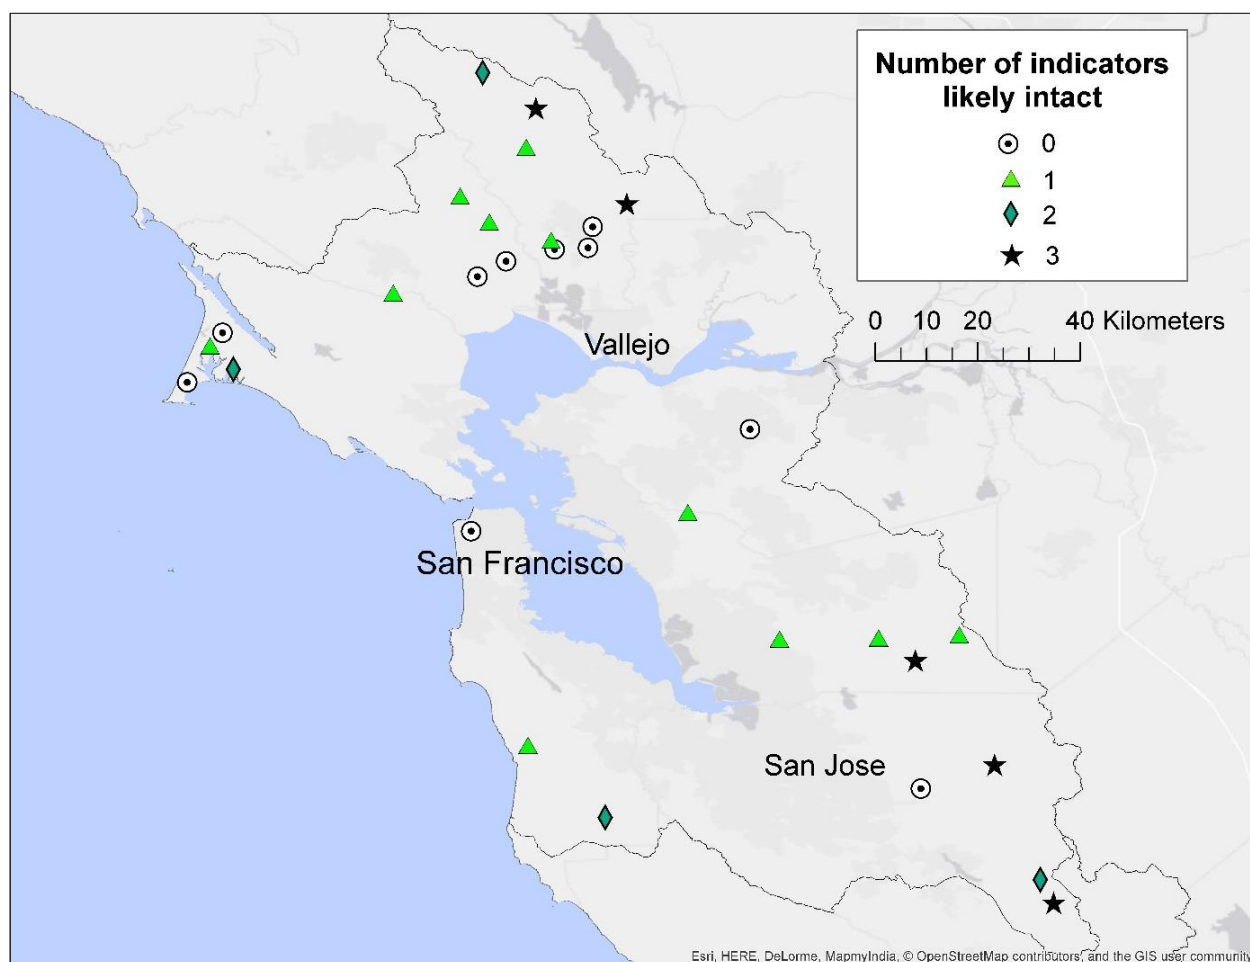 Number of indicators
likely intact
0
1
2
3
0 10 20 40 Kilometers
Vallejo
San Francisco
San Jose
Esri, HERE, DeLorme, MapmyIndia, © OpenStreetMap contributors, and the GIS user community